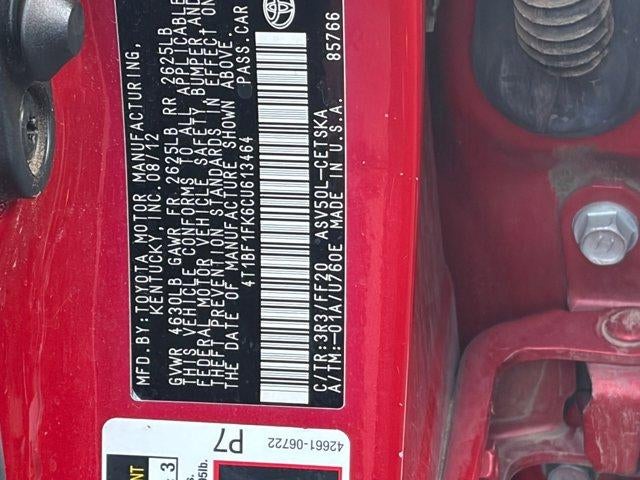 MFD.BY:TOYOTA MOTOR MANUFACTURING,
KENTUCKY, INC. 08/12
GVWR 4630LB GAWR FR 2625LB RR 2625LB
THIS VEHICLE CONFORMS TO ALL APPLICABLE
FEDERAL MOTOR VEHICLE SAFETY, BUMPER, AND
THEFT PREVENTION STANDARDS IN EFFECT ON
THE DATE OF MANUFACTURE SHOWN ABOVE.
4T1BF1FK6CU613464 PASS. CAR
C/TR:3R3/FF20 ASV50L-CETSKA
A/TM:-01A/U760E MADE IN U.S.A. 85766
P7
42661-06722
3